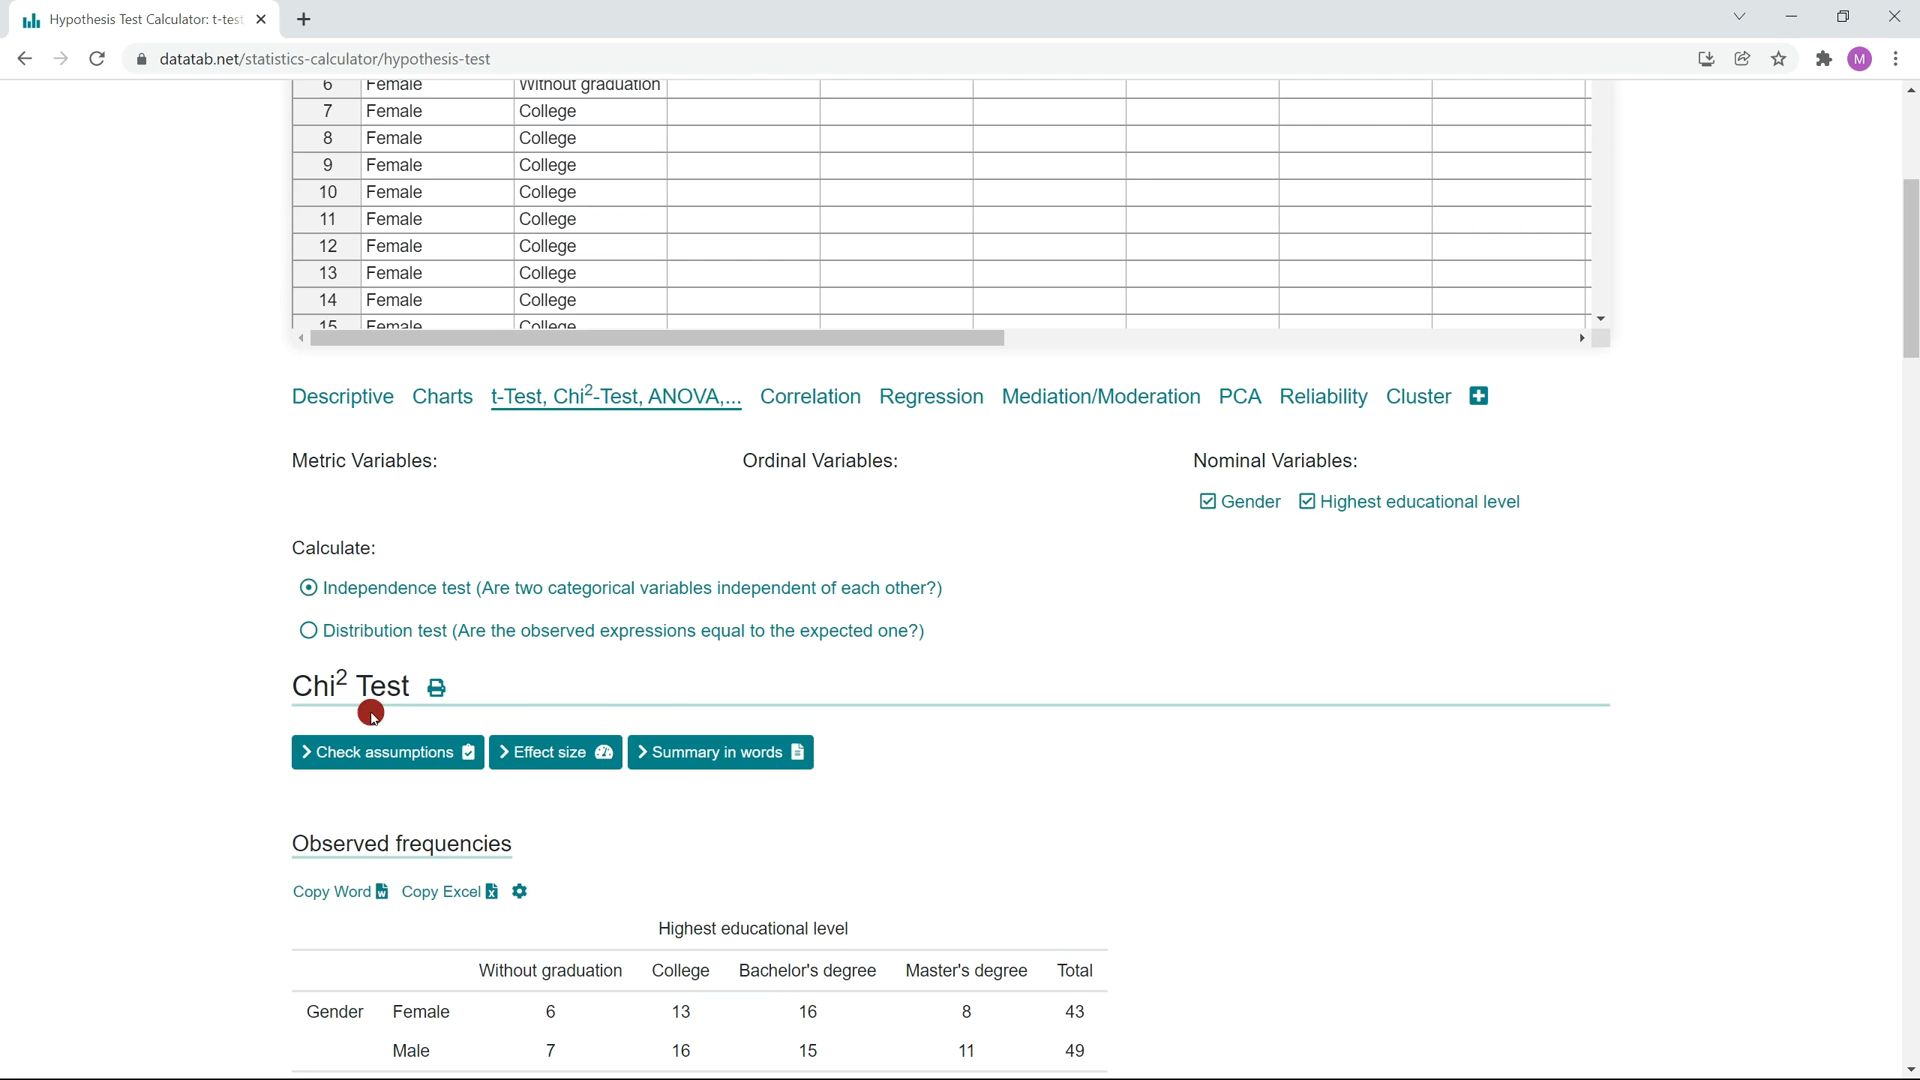 Hypothesis Test Calculator: t-test
datatab.net/statistics-calculator/hypothesis-test
M
6 Female Without graduation
7 Female College
8 Female College
9 Female College
10 Female College
11 Female College
12 Female College
13 Female College
14 Female College
15 Female College
Descriptive Charts t-Test, Chi²-Test, ANOVA,... Correlation Regression Mediation/Moderation PCA Reliability Cluster
Metric Variables: Ordinal Variables: Nominal Variables:
Gender Highest educational level
Calculate:
Independence test (Are two categorical variables independent of each other?)
Distribution test (Are the observed expressions equal to the expected one?)
Chi² Test
Check assumptions Effect size Summary in words
Observed frequencies
Copy Word Copy Excel
Highest educational level
Without graduation College Bachelor's degree Master's degree Total
Gender Female 6 13 16 8 43
Male 7 16 15 11 49